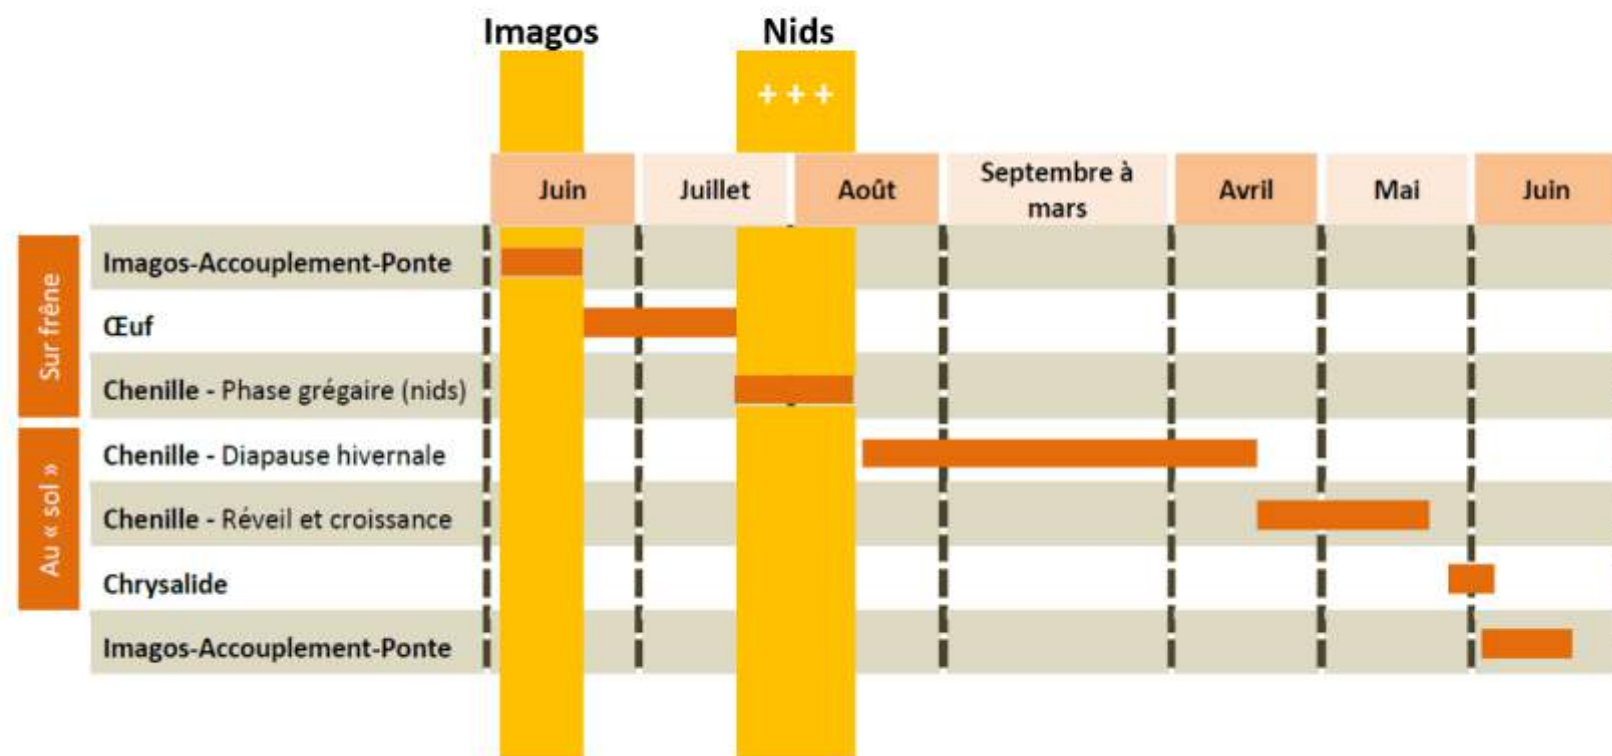 Imagos
Nids
+ + +
Juin
Juillet
Août
Septembre à
mars
Avril
Mai
Juin
Sur frêne
Imagos-Accouplement-Ponte
Œuf
Chenille - Phase grégaire (nids)
Au « sol »
Chenille - Diapause hivernale
Chenille - Réveil et croissance
Chrysalide
Imagos-Accouplement-Ponte